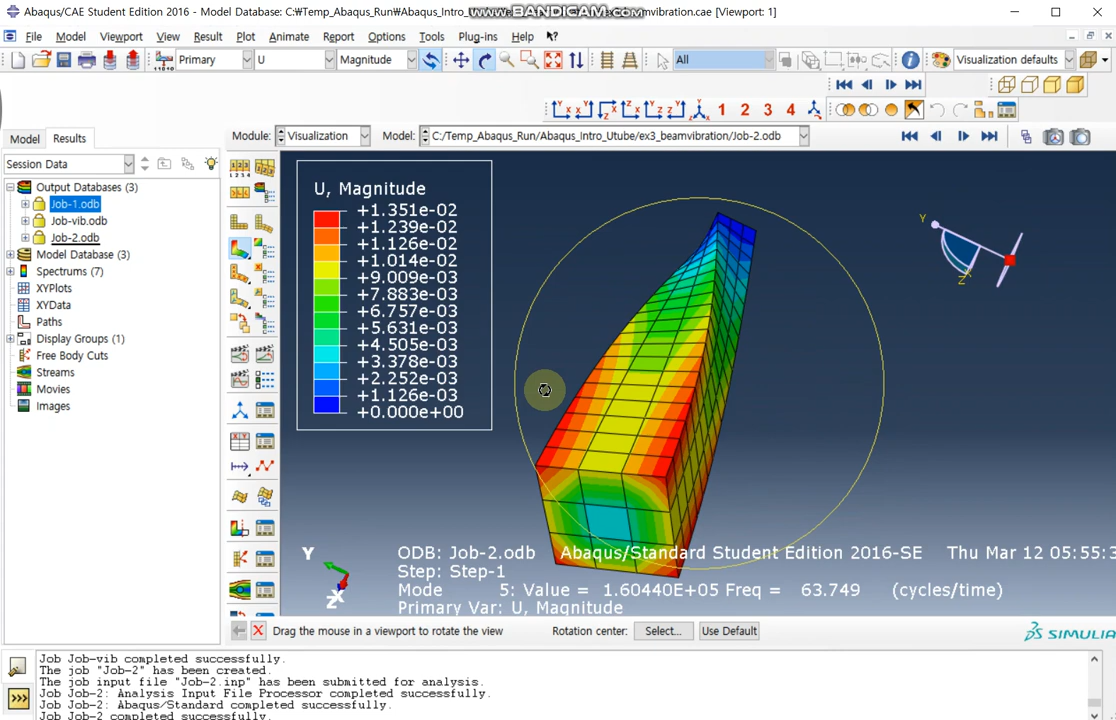 Abaqus/CAE Student Edition 2016 - Model Database: C:₩Temp_Abaqus_Run₩Abaqus_Intro_U
amvibration.cae [Viewport: 1]
www.BANDICAM.com
File Model Viewport View Result Plot Animate Report Options Tools Plug-ins Help
Primary U Magnitude All Visualization defaults
1 2 3 4
Model Results Module: Visualization Model: C:/Temp_Abaqus_Run/Abaqus_Intro_Utube/ex3_beamvibration/Job-2.odb
Session Data
Output Databases (3)
Job-1.odb
Job-vib.odb
Job-2.odb
Model Database (3)
Spectrums (7)
XYPlots
XYData
Paths
Display Groups (1)
Free Body Cuts
Streams
Movies
Images
U, Magnitude
+1.351e-02
+1.239e-02
+1.126e-02
+1.014e-02
+9.009e-03
+7.883e-03
+6.757e-03
+5.631e-03
+4.505e-03
+3.378e-03
+2.252e-03
+1.126e-03
+0.000e+00
Y
Z
Y
X
Z
ODB: Job-2.odb Abaqus/Standard Student Edition 2016-SE Thu Mar 12 05:55:3
Step: Step-1
Mode 5: Value = 1.60440E+05 Freq = 63.749 (cycles/time)
Primary Var: U, Magnitude
Drag the mouse in a viewport to rotate the view Rotation center: Select... Use Default
SIMULIA
Job Job-vib completed successfully.
The job "Job-2" has been created.
The job input file "Job-2.inp" has been submitted for analysis.
Job Job-2: Analysis Input File Processor completed successfully.
Job Job-2: Abaqus/Standard completed successfully.
Job Job-2 completed successfully.